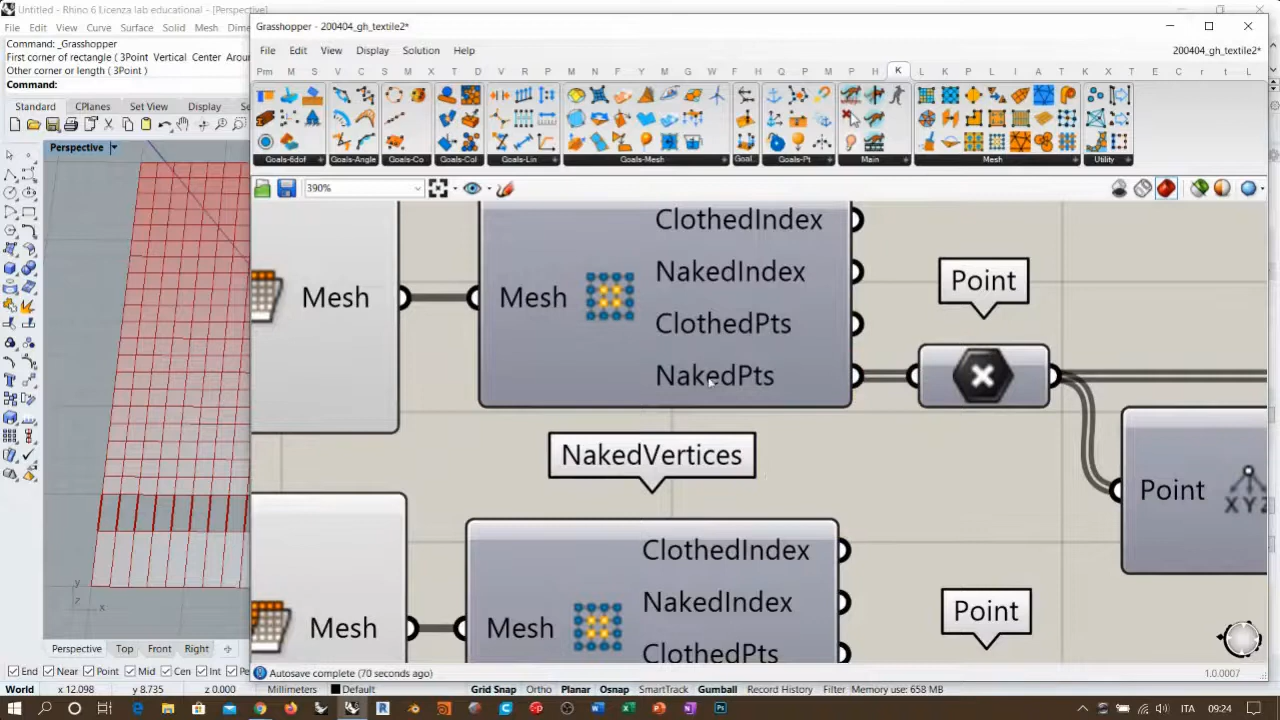 Untitled - Rhino 6 Licenza lab educational - [Perspective]
File Edit View Curve Surface Solid Mesh Dime
Command: _Grasshopper
First corner of rectangle ( 3Point Vertical Center Aroun
Other corner or length ( 3Point )
Command:
Standard CPlanes Set View Display Se
Perspective
Grasshopper - 200404_gh_textile2*
File Edit View Display Solution Help
200404_gh_textile2*
Prm M S V C S M X T D V C S M M N F M G W F H P H K L P L I A T X T E C r t L
Goals-6dof Goals-Angle Goals-Co Goals-Col Goals-Lin Goals-Mesh Goal. Goals-Pt Main Mesh Utility
390%
ClothedIndex
Mesh
Mesh
NakedIndex
ClothedPts
NakedPts
Point
NakedVertices
Point
X Y Z
Mesh
Mesh
ClothedIndex
NakedIndex
ClothedPts
Point
y
z
x
Perspective Top Front Right
End Near Point Mid Cen Int Pe
Autosave complete (70 seconds ago)
1.0.0007
World x 12.098 y 8.735 z 0.000 Millimeters Default Grid Snap Ortho Planar Osnap SmartTrack Gumball Record History Filter Memory use: 658 MB
ITA 09:24